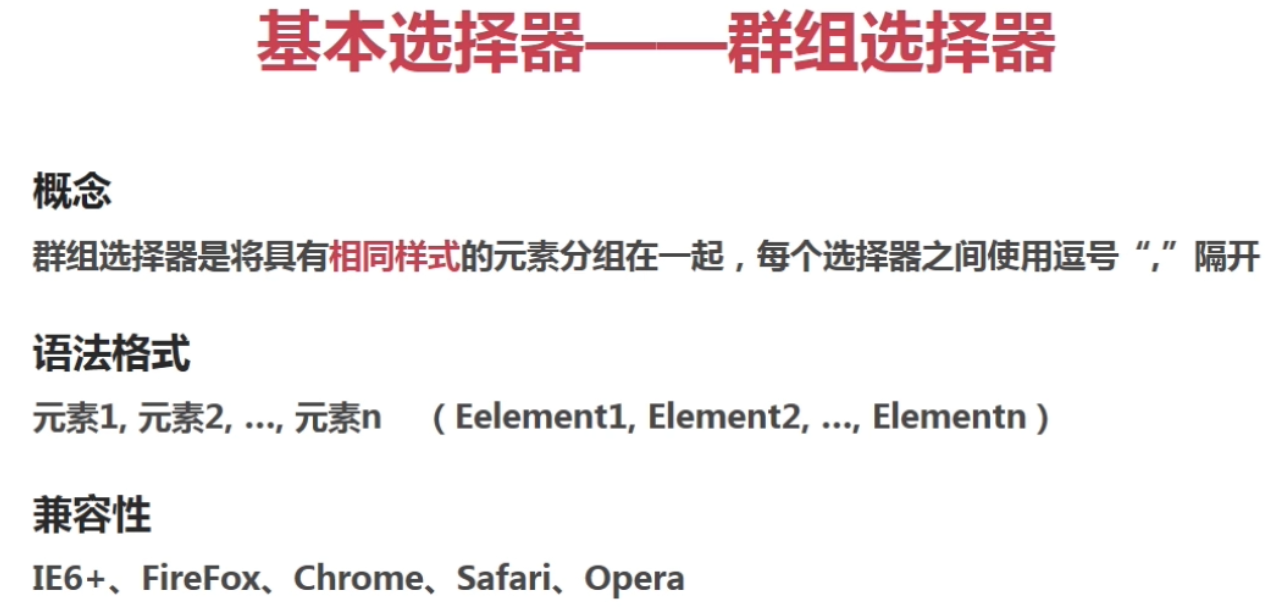 基本选择器——群组选择器
概念
群组选择器是将具有相同样式的元素分组在一起，每个选择器之间使用逗号“,”隔开
语法格式
元素1, 元素2, ..., 元素n （Eelement1, Element2, ..., Elementn）
兼容性
IE6+、FireFox、Chrome、Safari、Opera